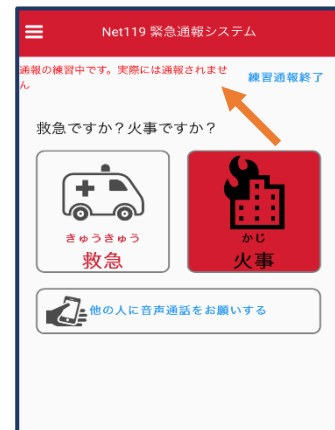 Net119 緊急通報システム
通報の練習中です。実際には通報されませ
ん
練習通報終了
救急ですか？火事ですか？
きゅうきゅう
救急
かじ
火事
他の人に音声通話をお願いする